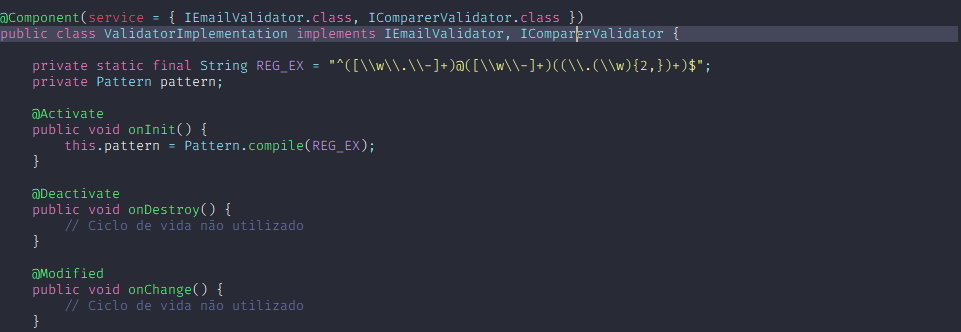 @Component(service = { IEmailValidator.class, IComparerValidator.class })
public class ValidatorImplementation implements IEmailValidator, IComparerValidator {
private static final String REG_EX = "^([\\w\\.\\-]+)@([\\w\\-]+)((\\.(\\w){2,})+)$";
private Pattern pattern;
@Activate
public void onInit() {
this.pattern = Pattern.compile(REG_EX);
}
@Deactivate
public void onDestroy() {
// Ciclo de vida não utilizado
}
@Modified
public void onChange() {
// Ciclo de vida não utilizado
}